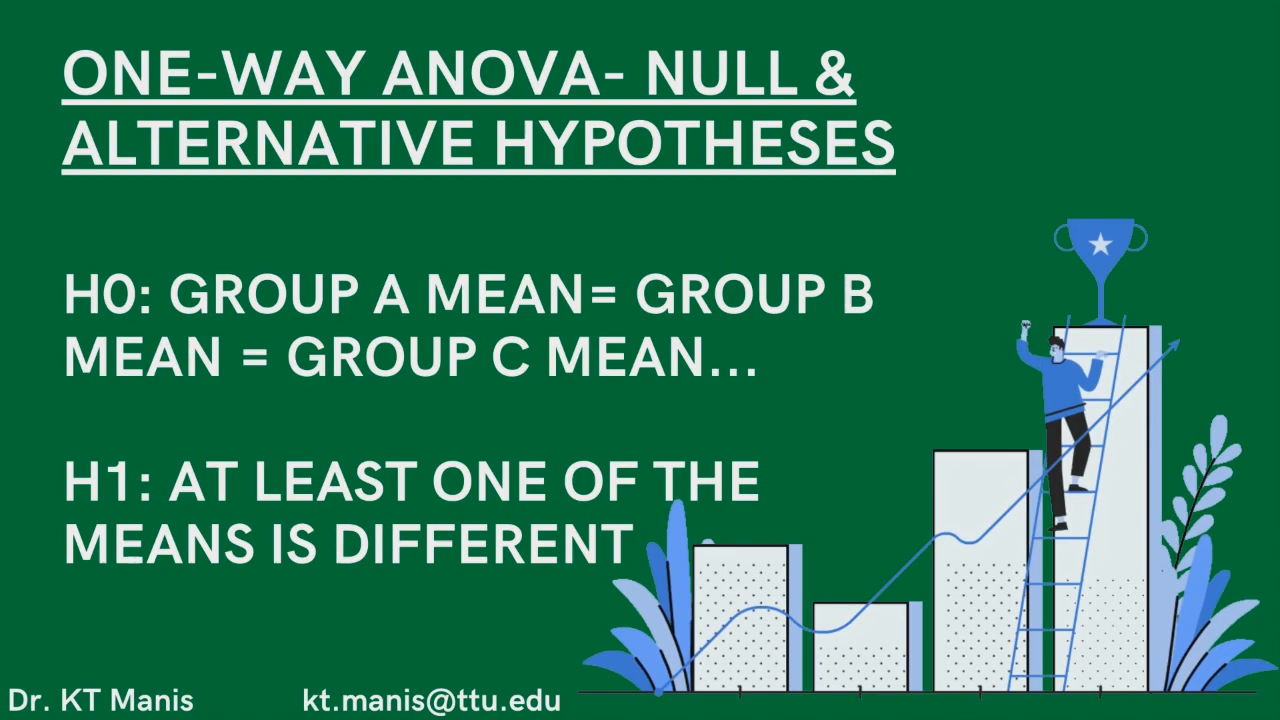 ONE-WAY ANOVA- NULL &
ALTERNATIVE HYPOTHESES
H0: GROUP A MEAN= GROUP B
MEAN = GROUP C MEAN...
H1: AT LEAST ONE OF THE
MEANS IS DIFFERENT
Dr. KT Manis kt.manis@ttu.edu